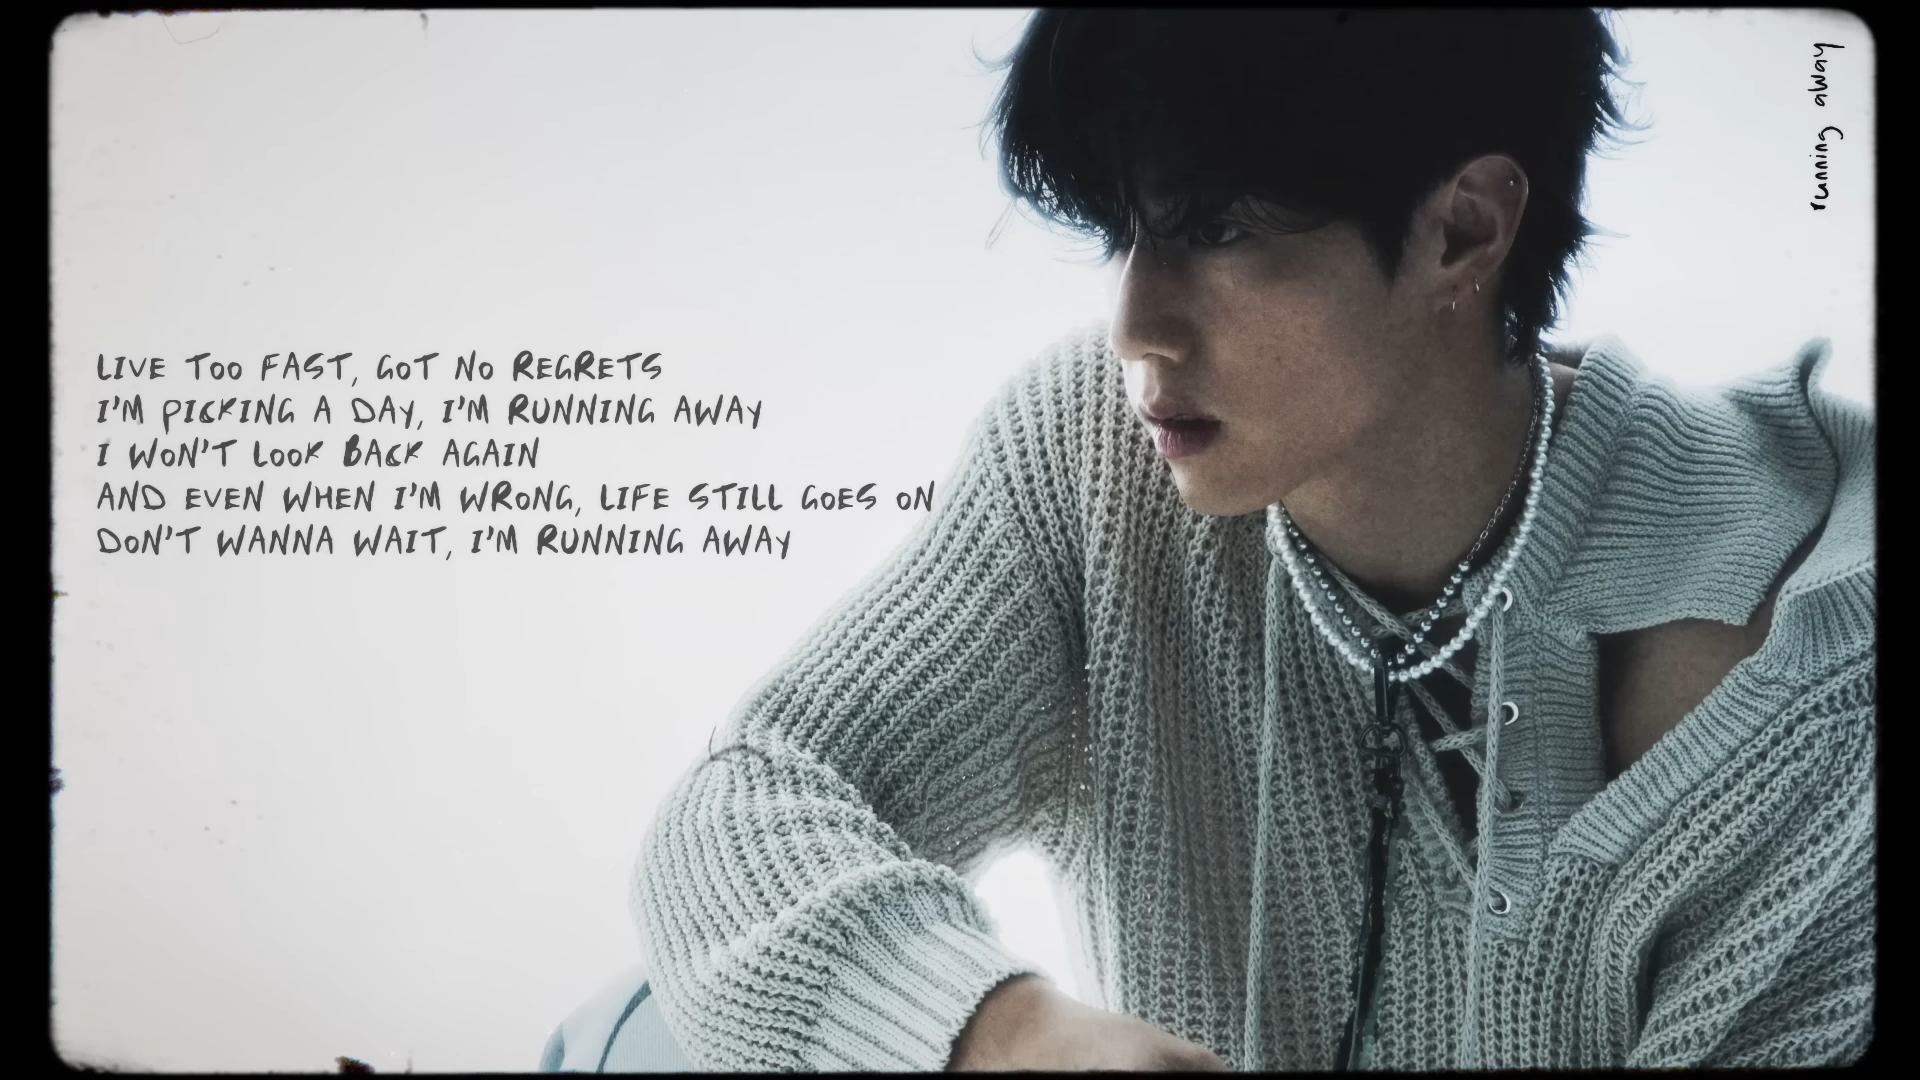 LIVE TOO FAST, GOT NO REGRETS
I'M PICKING A DAY, I'M RUNNING AWAY
I WON'T LOOK BACK AGAIN
AND EVEN WHEN I'M WRONG, LIFE STILL GOES ON
DON'T WANNA WAIT, I'M RUNNING AWAY
running away